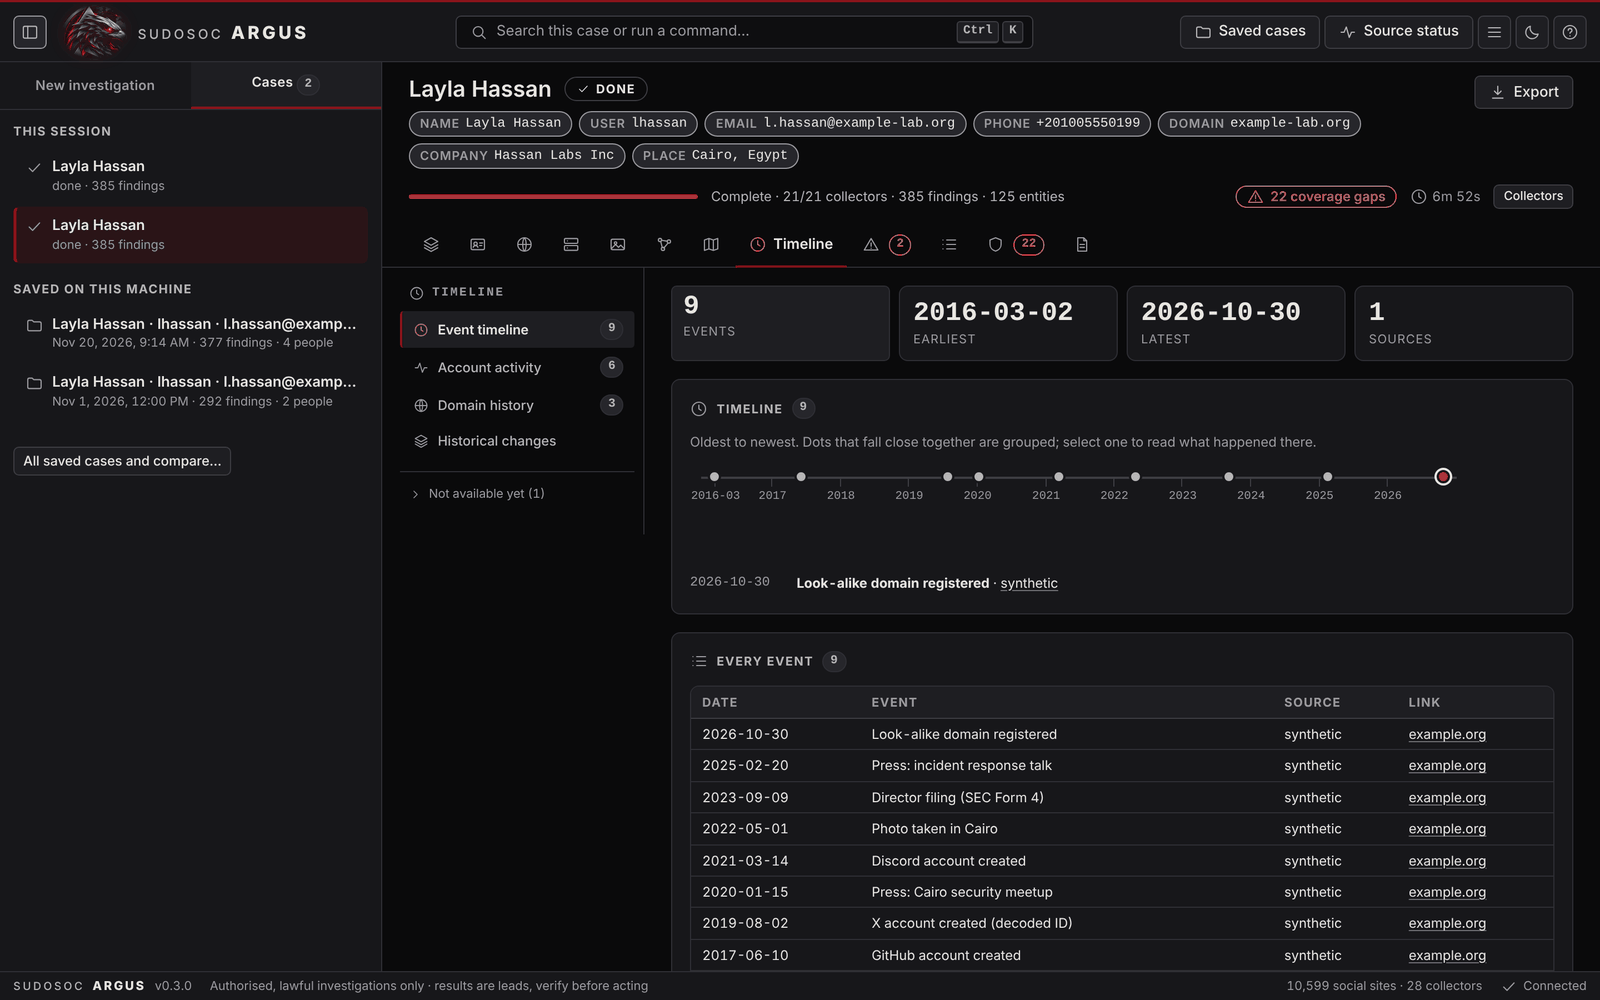 SUDOSOC ARGUS
Search this case or run a command...
Ctrl K
Saved cases
Source status
New investigation
Cases 2
THIS SESSION
Layla Hassan
done · 385 findings
Layla Hassan
done · 385 findings
SAVED ON THIS MACHINE
Layla Hassan · lhassan · l.hassan@examp...
Nov 20, 2026, 9:14 AM · 377 findings · 4 people
Layla Hassan · lhassan · l.hassan@examp...
Nov 1, 2026, 12:00 PM · 292 findings · 2 people
All saved cases and compare...
Layla Hassan
DONE
Export
NAME Layla Hassan
USER lhassan
EMAIL l.hassan@example-lab.org
PHONE +201005550199
DOMAIN example-lab.org
COMPANY Hassan Labs Inc
PLACE Cairo, Egypt
Complete · 21/21 collectors · 385 findings · 125 entities
22 coverage gaps
6m 52s
Collectors
Timeline
2
22
TIMELINE
Event timeline 9
Account activity 6
Domain history 3
Historical changes
Not available yet (1)
9
EVENTS
2016-03-02
EARLIEST
2026-10-30
LATEST
1
SOURCES
TIMELINE 9
Oldest to newest. Dots that fall close together are grouped; select one to read what happened there.
2016-03 2017 2018 2019 2020 2021 2022 2023 2024 2025 2026
2026-10-30 Look-alike domain registered · synthetic
EVERY EVENT 9
DATE EVENT SOURCE LINK
2026-10-30 Look-alike domain registered synthetic example.org
2025-02-20 Press: incident response talk synthetic example.org
2023-09-09 Director filing (SEC Form 4) synthetic example.org
2022-05-01 Photo taken in Cairo synthetic example.org
2021-03-14 Discord account created synthetic example.org
2020-01-15 Press: Cairo security meetup synthetic example.org
2019-08-02 X account created (decoded ID) synthetic example.org
2017-06-10 GitHub account created synthetic example.org
SUDOSOC ARGUS v0.3.0 Authorised, lawful investigations only · results are leads, verify before acting
10,599 social sites · 28 collectors
Connected